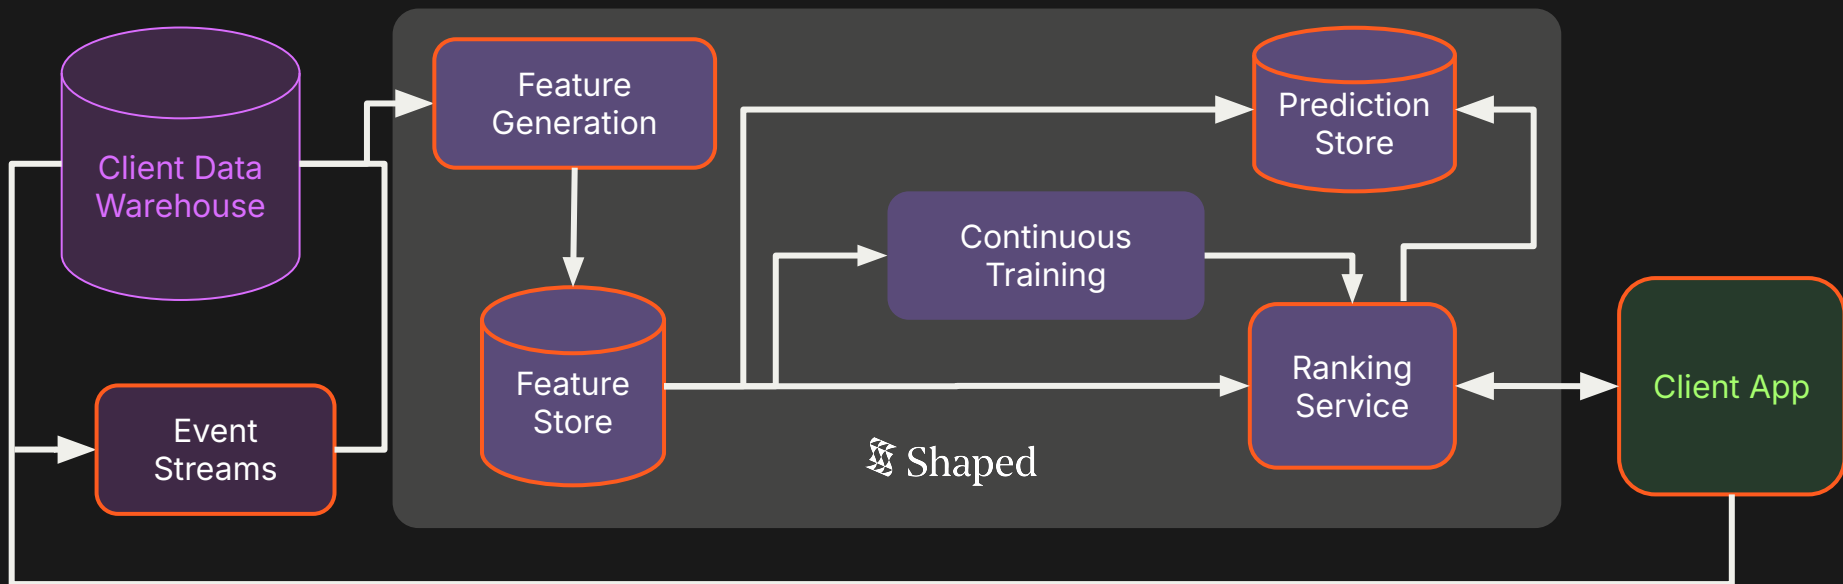 Client Data
Warehouse
Event
Streams
Feature
Generation
Feature
Store
Continuous
Training
Prediction
Store
Ranking
Service
Shaped
Client App